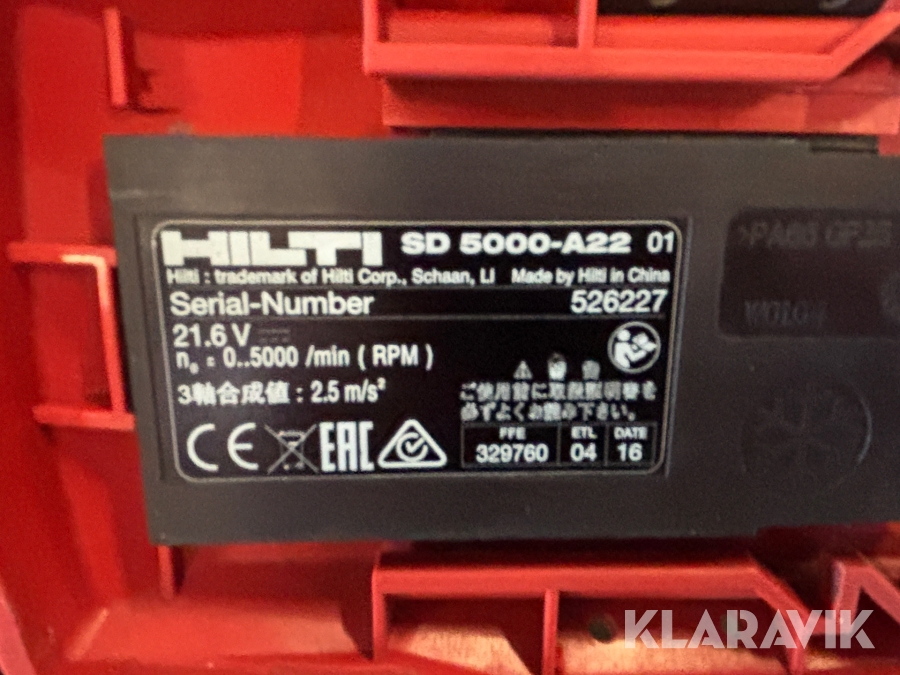 HILTI SD 5000-A22 01
Hilti : trademark of Hilti Corp., Schaan, LI Made by Hilti in China
Serial-Number 526227
21.6 V
n₀ = 0..5000 /min ( RPM )
3軸合成値 : 2.5 m/s²
ご使用前に取扱説明書を
必ずよくお読み下さい。
CE EAC
FFE ETL DATE
329760 04 16
KLARAVIK